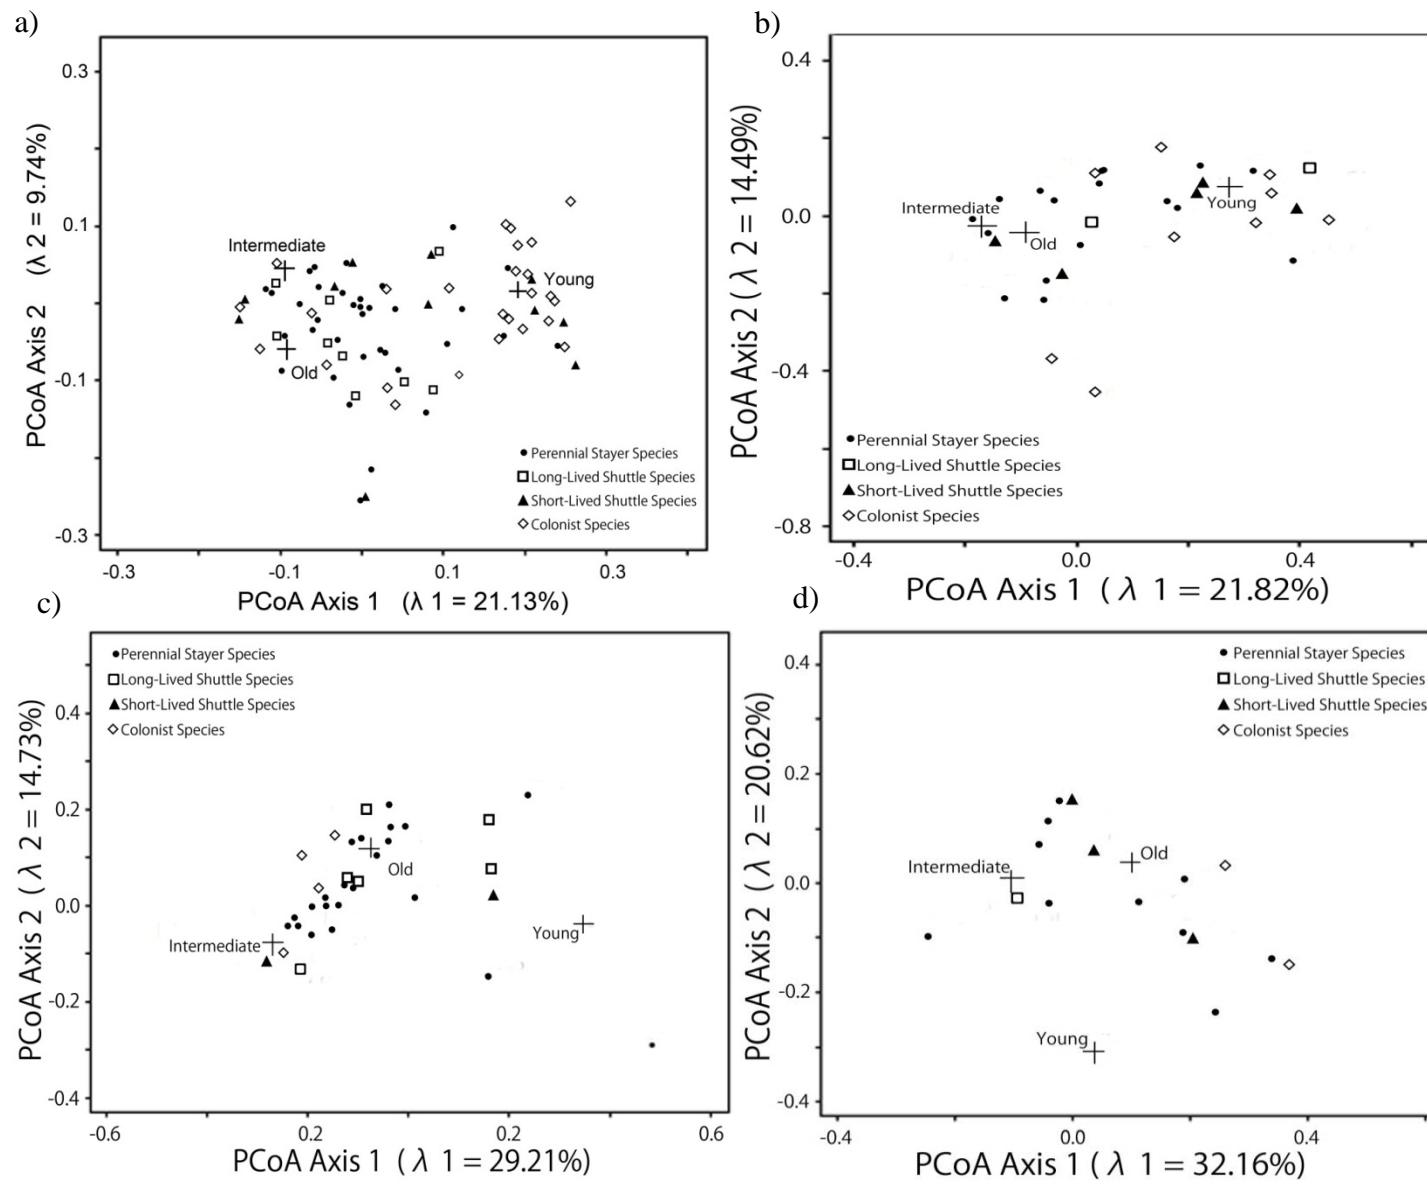 a)
0.3
0.1
-0.1
-0.3
PCoA Axis 2 (λ 2 = 9.74%)
Intermediate
Young
Old
Perennial Stayer Species
Long-Lived Shuttle Species
Short-Lived Shuttle Species
Colonist Species
-0.3
-0.1
0.1
0.3
PCoA Axis 1 (λ 1 = 21.13%)
b)
0.4
0.0
-0.4
-0.8
PCoA Axis 2 ( λ 2 = 14.49%)
Intermediate
Old
Young
Perennial Stayer Species
Long-Lived Shuttle Species
Short-Lived Shuttle Species
Colonist Species
-0.4
0.0
0.4
PCoA Axis 1 ( λ 1 = 21.82%)
c)
Perennial Stayer Species
Long-Lived Shuttle Species
Short-Lived Shuttle Species
Colonist Species
0.4
0.2
0.0
-0.2
-0.4
PCoA Axis 2 ( λ 2 = 14.73%)
Old
Intermediate
Young
-0.6
0.2
0.2
0.6
PCoA Axis 1 ( λ 1 = 29.21%)
d)
Perennial Stayer Species
Long-Lived Shuttle Species
Short-Lived Shuttle Species
Colonist Species
0.4
0.2
0.0
-0.2
-0.4
PCoA Axis 2 ( λ 2 = 20.62%)
Old
Intermediate
Young
-0.4
0.0
0.4
PCoA Axis 1 ( λ 1 = 32.16%)